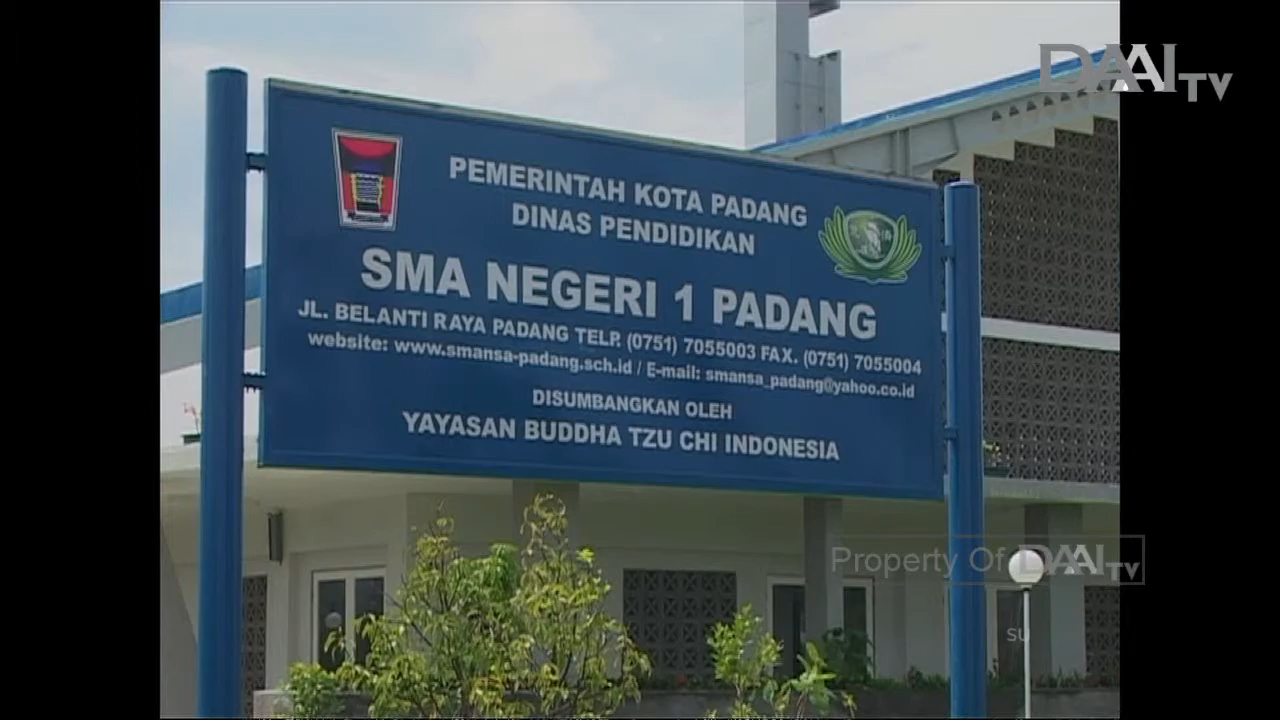 DAAI TV
PEMERINTAH KOTA PADANG
DINAS PENDIDIKAN
SMA NEGERI 1 PADANG
JL. BELANTI RAYA PADANG TELP. (0751) 7055003 FAX. (0751) 7055004
website: www.smansa-padang.sch.id / E-mail: smansa_padang@yahoo.co.id
DISUMBANGKAN OLEH
YAYASAN BUDDHA TZU CHI INDONESIA
Property Of DAAI TV
SU